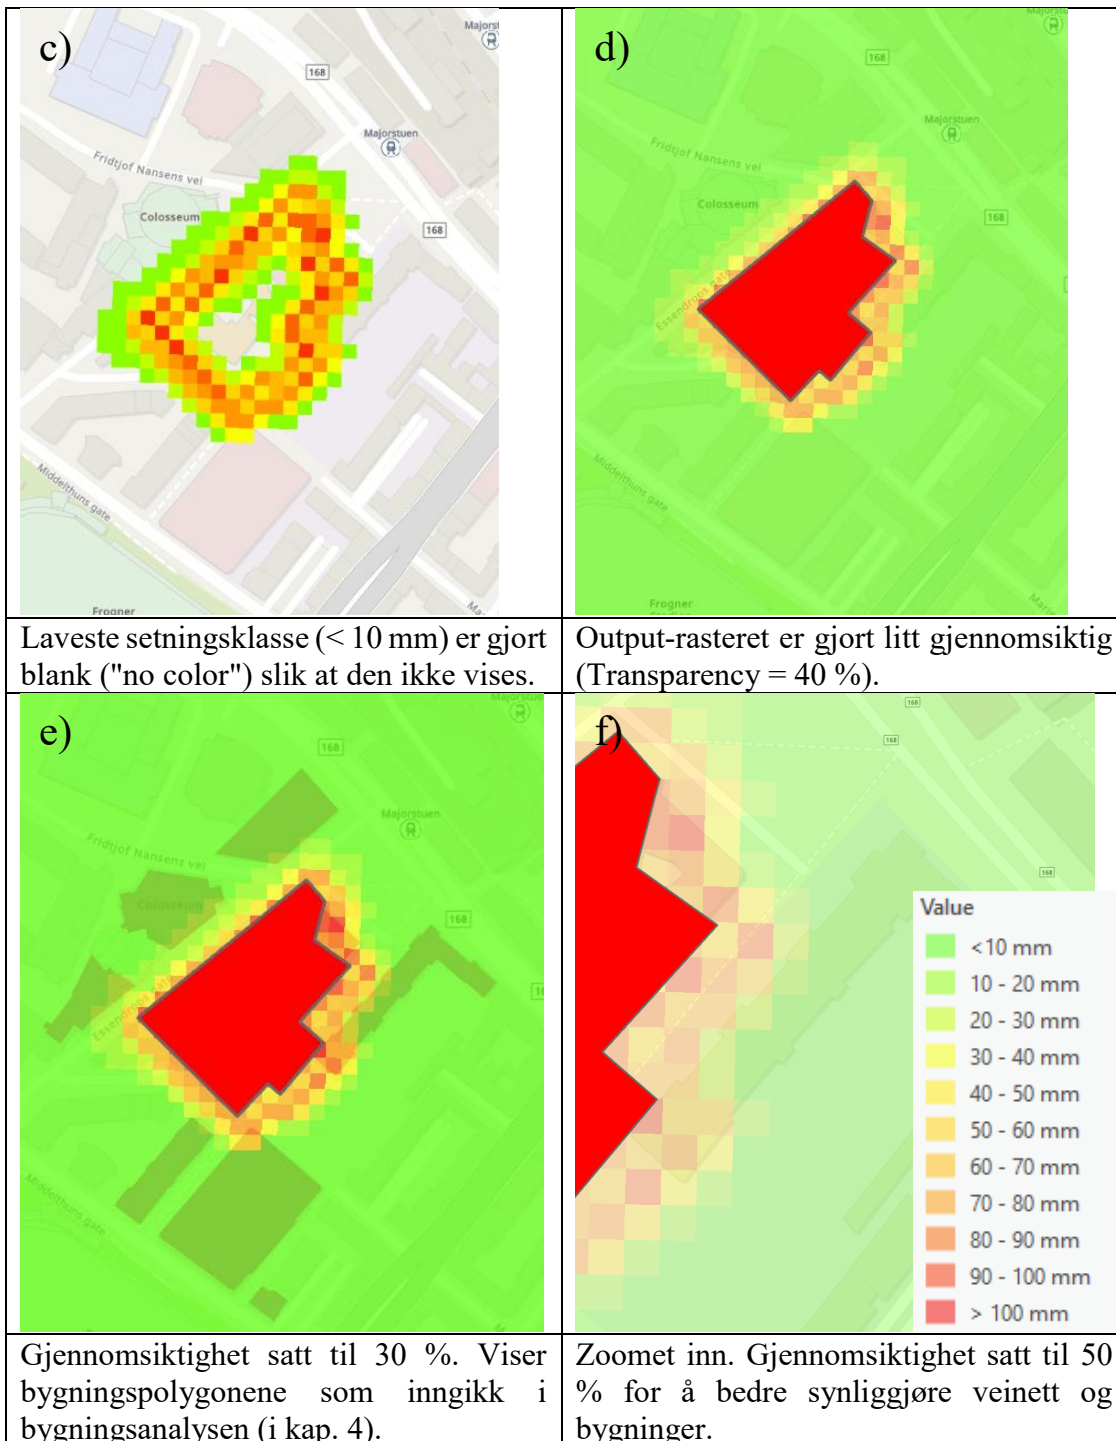 c)
Majorst
168
Majorstuen
Fridtjof Nansens vei
Colosseum
168
Middelthuns gate
Frogner
Laveste setningsklasse (< 10 mm) er gjort
blank ("no color") slik at den ikke vises.
d)
168
Majorstuen
Fridtjof Nansens vei
Colosseum
168
Essendrops gate
Middelthuns gate
Frogner
Output-rasteret er gjort litt gjennomsiktig
(Transparency = 40 %).
e)
168
Majorstuen
Fridtjof Nansens vei
Colosseum
168
Essendrops gate
Middelthuns gate
Gjennomsiktighet satt til 30 %. Viser
bygningspolygonene som inngikk i
bygningsanalysen (i kap. 4).
f)
168
168
168
Value
<10 mm
10 - 20 mm
20 - 30 mm
30 - 40 mm
40 - 50 mm
50 - 60 mm
60 - 70 mm
70 - 80 mm
80 - 90 mm
90 - 100 mm
> 100 mm
Zoomet inn. Gjennomsiktighet satt til 50
% for å bedre synliggjøre veinett og
bygninger.